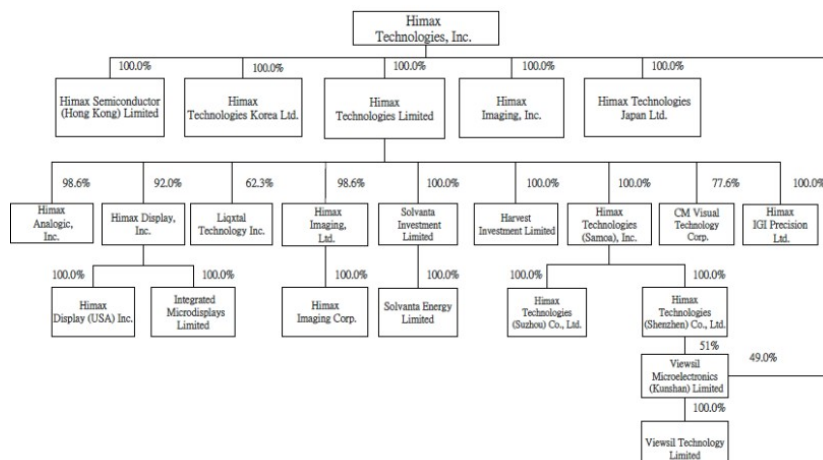 Himax
Technologies, Inc.
100.0%
100.0%
100.0%
100.0%
100.0%
Himax Semiconductor
(Hong Kong) Limited
Himax
Technologies Korea Ltd.
Himax
Technologies Limited
Himax
Imaging, Inc.
Himax Technologies
Japan Ltd.
98.6%
92.0%
62.3%
98.6%
100.0%
100.0%
100.0%
77.6%
100.0%
Himax
Analogic,
Inc.
Himax Display,
Inc.
Liqxtal
Technology Inc.
Himax
Imaging,
Ltd.
Solvanta
Investment
Limited
Harvest
Investment Limited
Himax
Technologies
(Samoa), Inc.
CM Visual
Technology
Corp.
Himax
IGI Precision
Ltd.
100.0%
100.0%
100.0%
100.0%
100.0%
100.0%
Himax
Display (USA) Inc.
Integrated
Microdisplays
Limited
Himax
Imaging Corp.
Solvanta Energy
Limited
Himax
Technologies
(Suzhou) Co., Ltd.
Himax
Technologies
(Shenzhen) Co., Ltd.
51%
49.0%
Viewsil
Microelectronics
(Kunshan) Limited
100.0%
Viewsil Technology
Limited